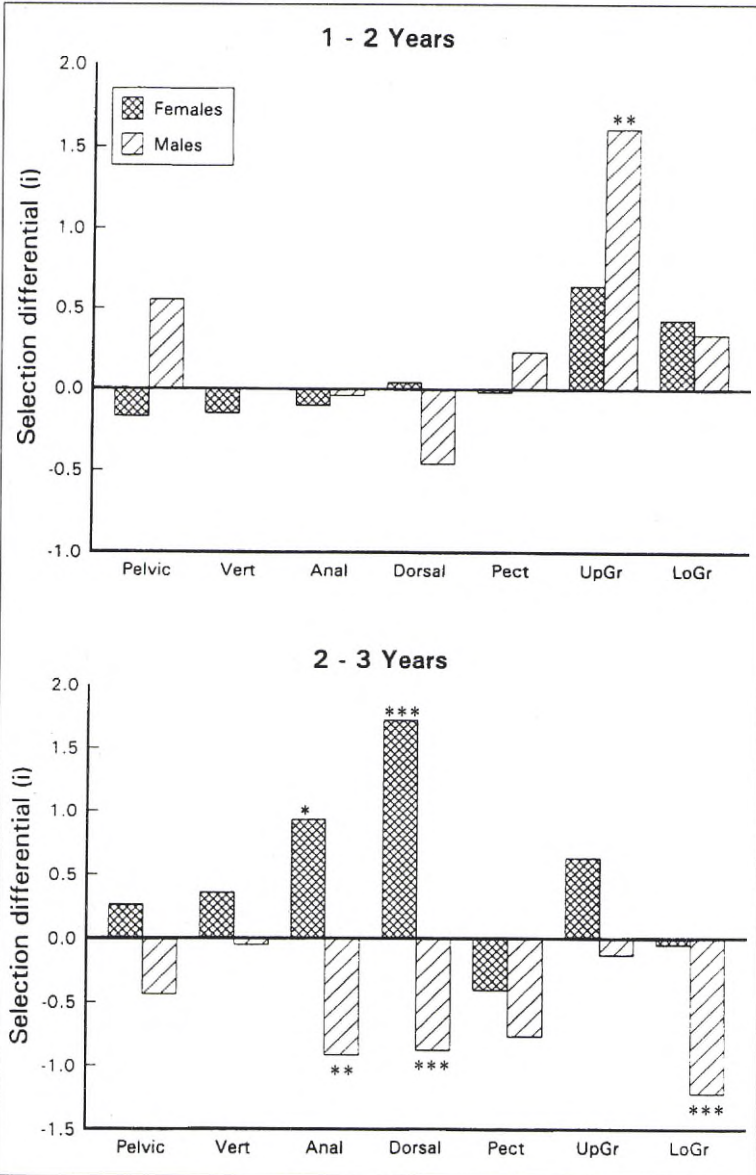 1 - 2 Years
Females
Males
Selection differential (i)
2.0
1.5
1.0
0.5
0.0
-0.5
-1.0
**
Pelvic Vert Anal Dorsal Pect UpGr LoGr
2 - 3 Years
Selection differential (i)
2.0
1.5
1.0
0.5
0.0
-0.5
-1.0
-1.5
***
*
** *** ***
Pelvic Vert Anal Dorsal Pect UpGr LoGr